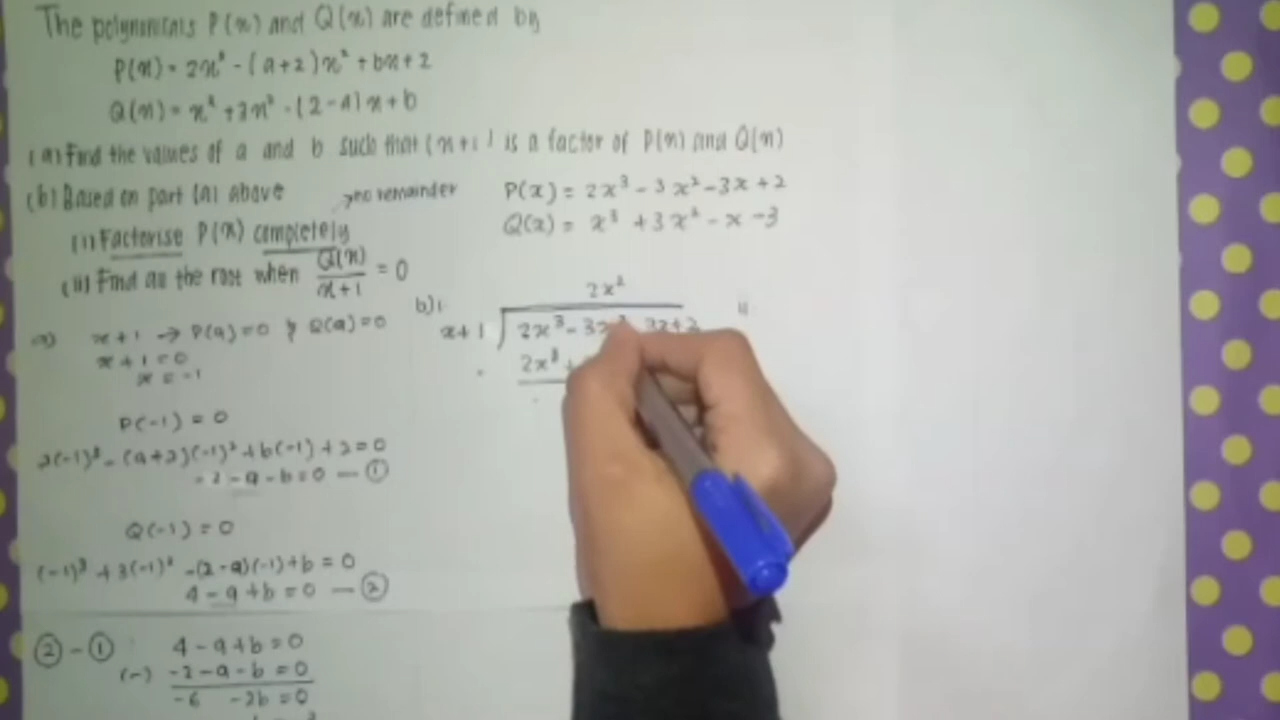 The polynomials P(x) and Q(x) are defined by
P(x) = 2x³ - (a+2)x² + bx + 2
Q(x) = x³ + 3x² - (2-a)x + b
(a) Find the values of a and b such that (x+1) is a factor of P(x) and Q(x)
(b) Based on part (a) above
→ no remainder
(i) Factorise P(x) completely
(ii) Find all the root when Q(x)/x+1 = 0
P(x) = 2x³ - 3x² - 3x + 2
Q(x) = x³ + 3x² - x - 3
a) x+1 → P(a)=0 , Q(a)=0
x+1=0
x = -1
P(-1) = 0
2(-1)³ - (a+2)(-1)² + b(-1) + 2 = 0
-2-a-b=0 — ①
Q(-1) = 0
(-1)³ + 3(-1)² - (2-a)(-1) + b = 0
4-a+b=0 — ②
②-① 4-a+b=0
(-) -2-a-b=0
-6 -2b=0
b)i
2x²
x+1 2x³ - 3x² - 3x+2
- 2x³ +
ii